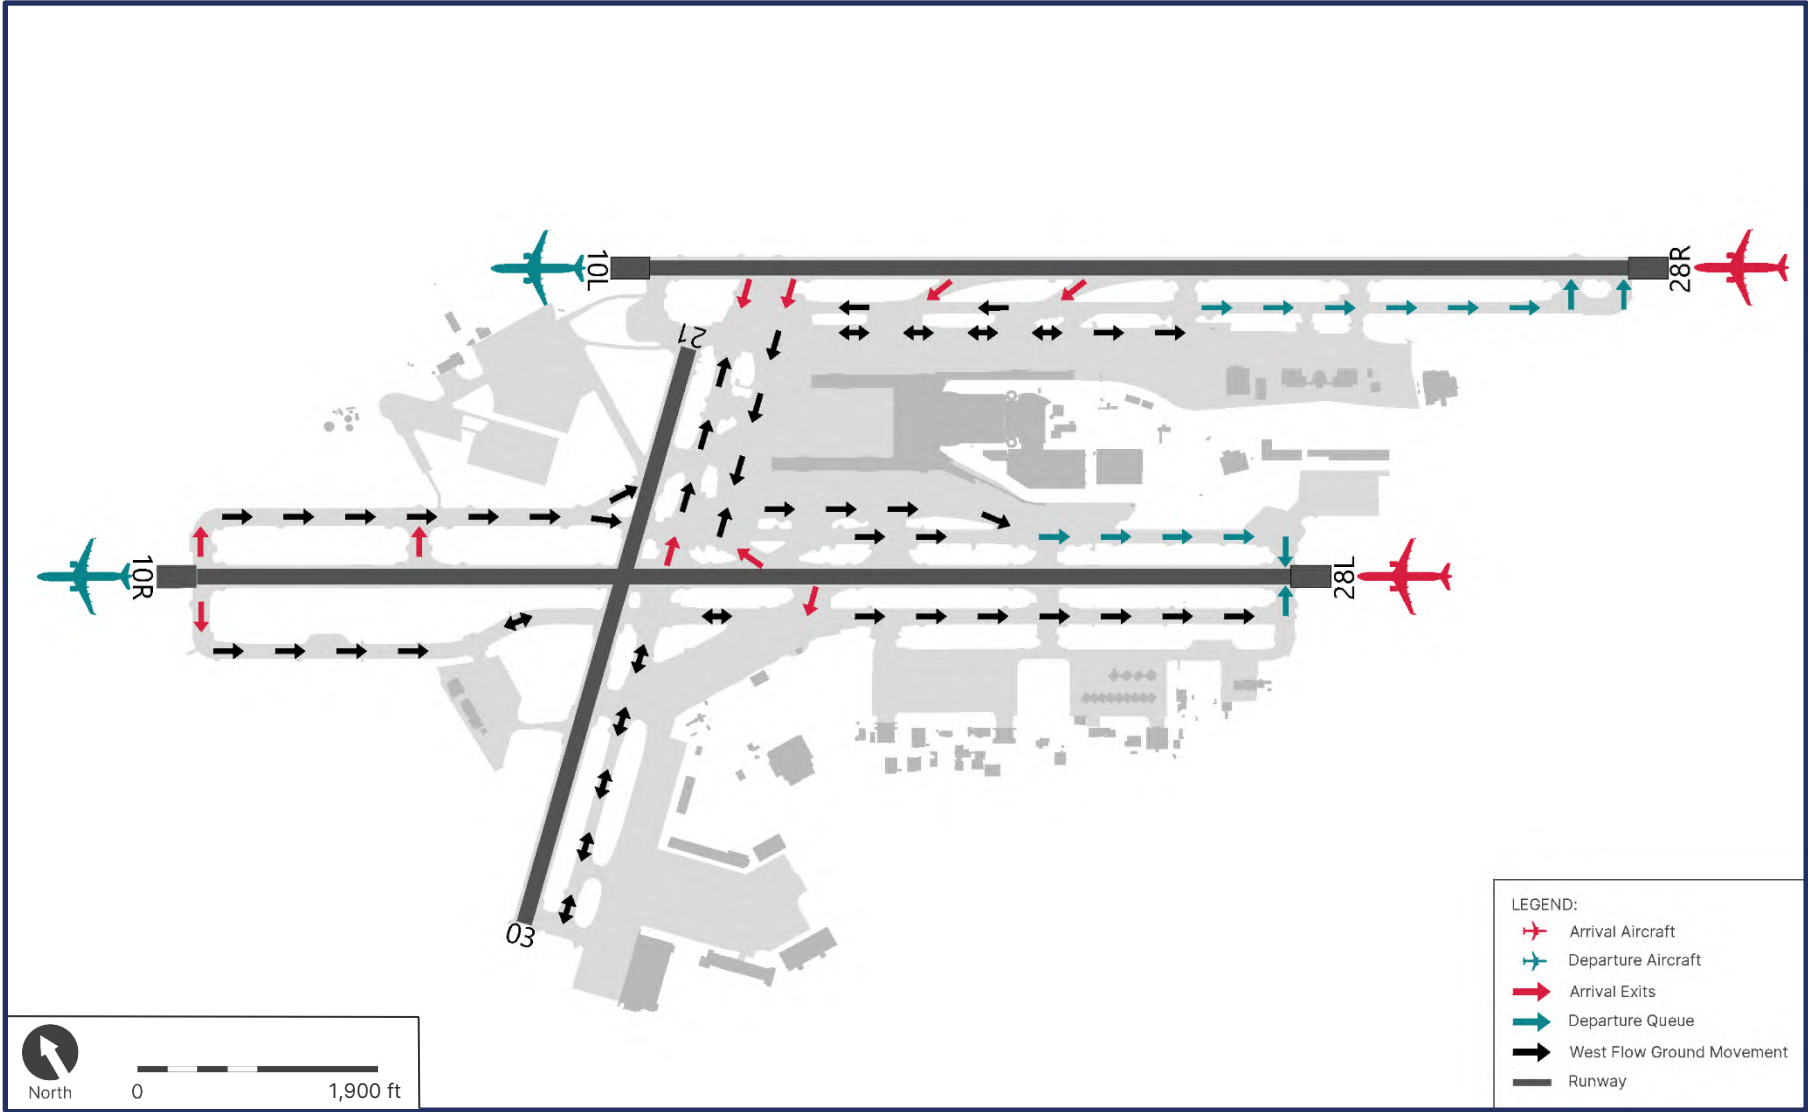 10L
28R
21
10R
28L
03
LEGEND:
Arrival Aircraft
Departure Aircraft
Arrival Exits
Departure Queue
West Flow Ground Movement
Runway
North
0
1,900 ft